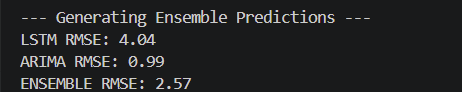 --- Generating Ensemble Predictions ---
LSTM RMSE: 4.04
ARIMA RMSE: 0.99
ENSEMBLE RMSE: 2.57